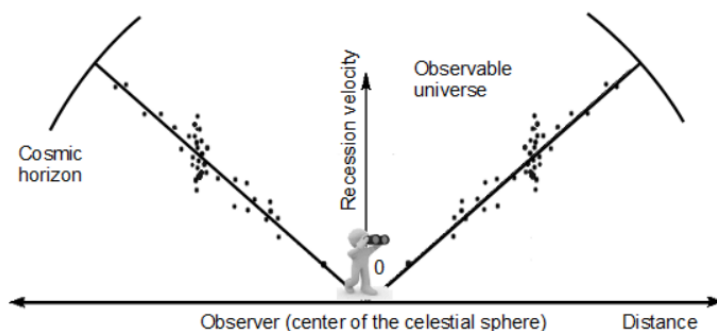 Observable
universe
Recession velocity
Cosmic
horizon
0
Observer (center of the celestial sphere)
Distance